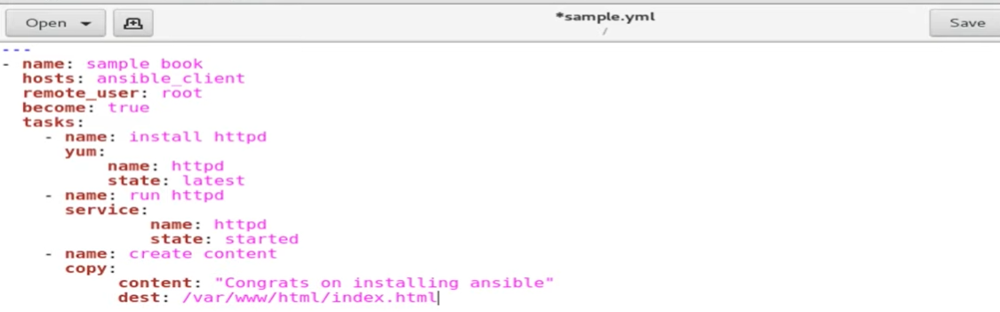 Open
*sample.yml
/
Save
---
- name: sample book
  hosts: ansible_client
  remote_user: root
  become: true
  tasks:
    - name: install httpd
      yum:
          name: httpd
          state: latest
    - name: run httpd
      service:
              name: httpd
              state: started
    - name: create content
      copy:
           content: "Congrats on installing ansible"
           dest: /var/www/html/index.html